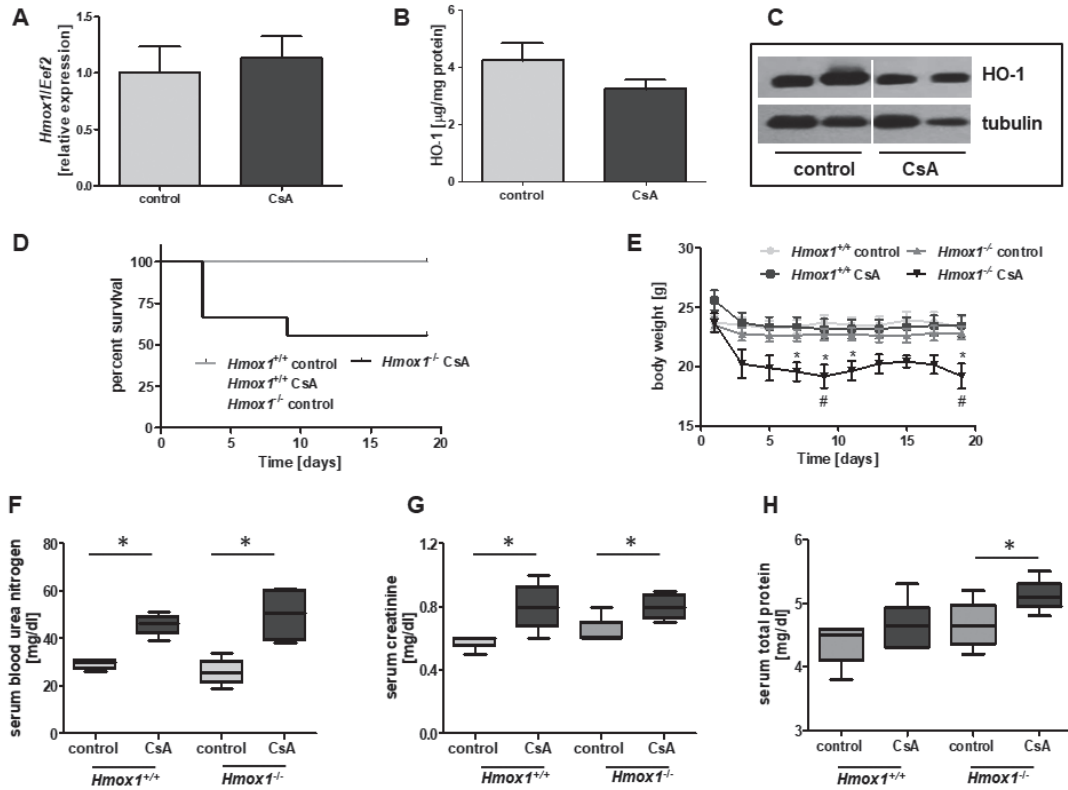 A
Hmox1/Eef2
[relative expression]
1.5
1.0
0.5
0.0
control
CsA
B
HO-1 [µg/mg protein]
6
4
2
0
control
CsA
C
HO-1
tubulin
control
CsA
D
percent survival
100
75
50
25
0
Hmox1+/+ control
Hmox1+/+ CsA
Hmox1-/- control
Hmox1-/- CsA
0 5 10 15 20
Time [days]
E
body weight [g]
30
25
20
15
Hmox1+/+ control
Hmox1-/- control
Hmox1+/+ CsA
Hmox1-/- CsA
* * * *
# #
0 5 10 15 20
Time [days]
F
serum blood urea nitrogen
[mg/dl]
80
60
40
20
0
* *
control CsA control CsA
Hmox1+/+ Hmox1-/-
G
serum creatinine
[mg/dl]
1.2
0.9
0.6
0.3
0.0
* *
control CsA control CsA
Hmox1+/+ Hmox1-/-
H
serum total protein
[mg/dl]
6
5
4
3
*
control CsA control CsA
Hmox1+/+ Hmox1-/-